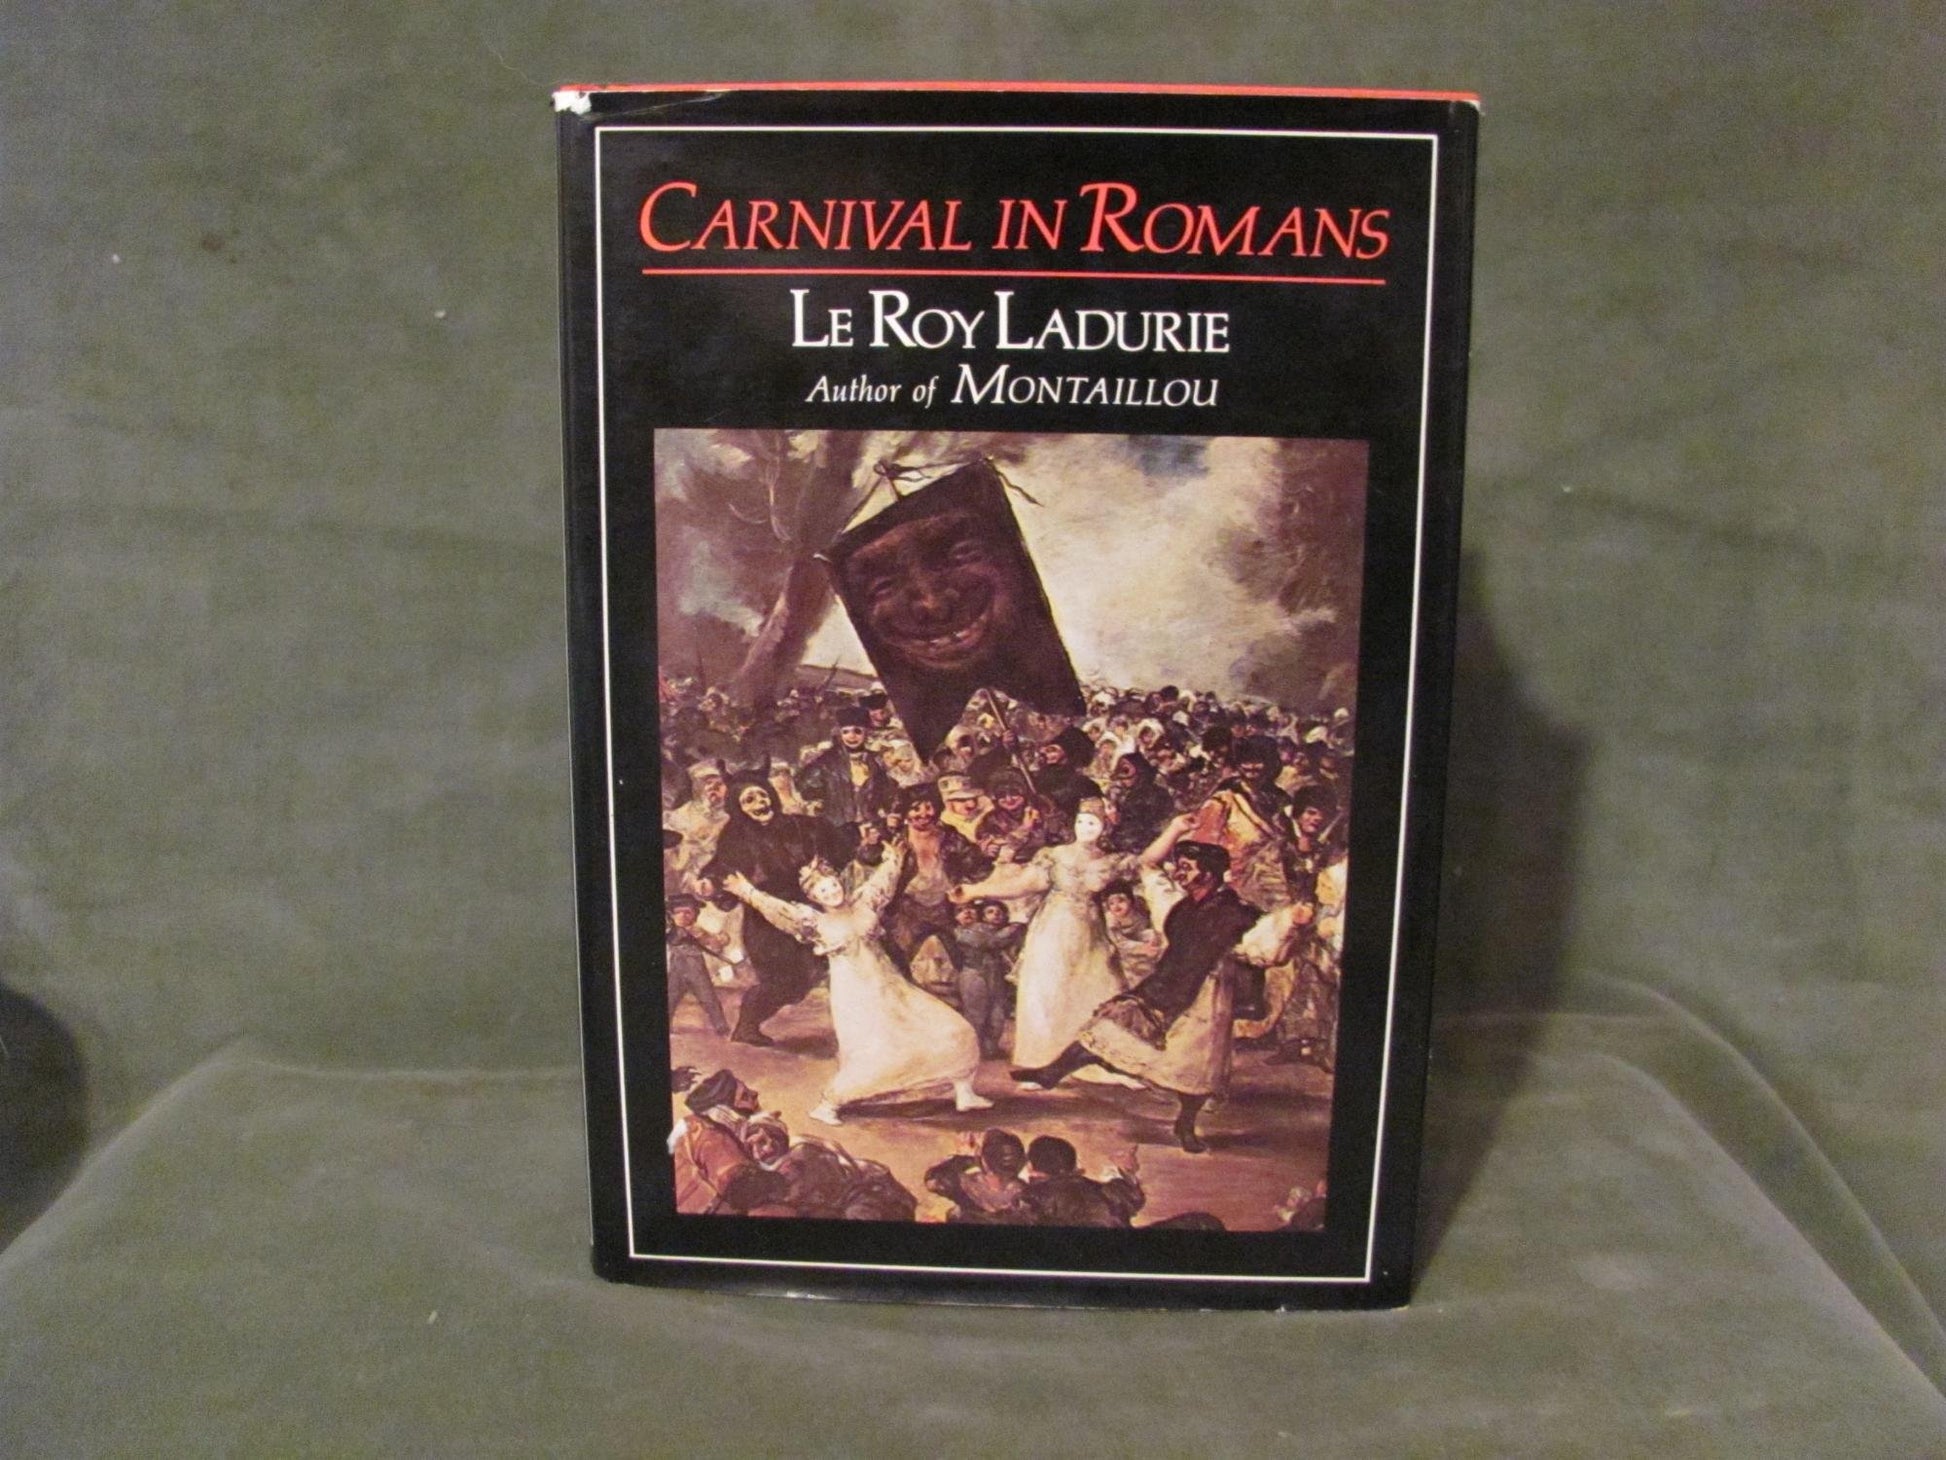 CARNIVAL IN ROMANS
LE ROY LADURIE
Author of MONTAILLOU